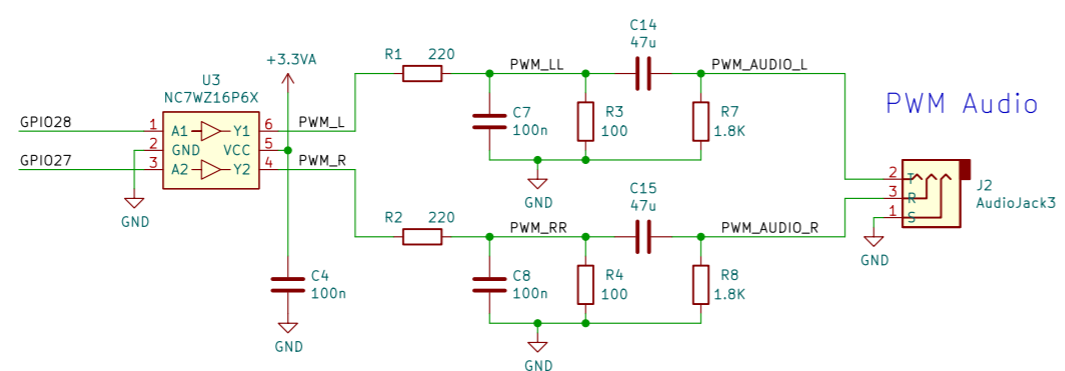 C14
47u
R1 220
PWM_LL
PWM_AUDIO_L
+3.3VA
U3
NC7WZ16P6X
C7
100n
R3
100
R7
1.8K
PWM Audio
GPIO28
1 A1 Y1 6
PWM_L
2 GND VCC 5
GPIO27
3 A2 Y2 4
PWM_R
GND
GND
C15
47u
R2 220
PWM_RR
PWM_AUDIO_R
2 T
3 R
1 S
J2
AudioJack3
GND
C4
100n
C8
100n
R4
100
R8
1.8K
GND
GND